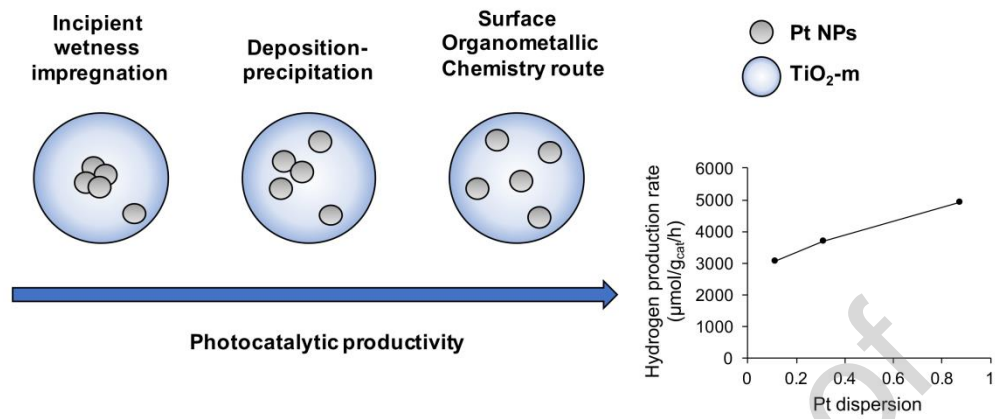 Incipient
wetness
impregnation
Deposition-
precipitation
Surface
Organometallic
Chemistry route
Pt NPs
TiO₂-m
Photocatalytic productivity
Hydrogen production rate
(µmol/g_cat/h)
6000
5000
4000
3000
2000
1000
0
0
0.2
0.4
0.6
0.8
1
Pt dispersion
of